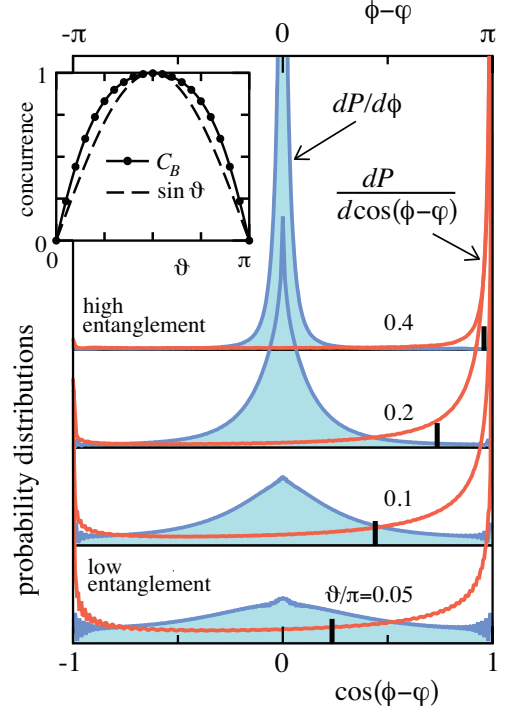 ϕ−φ
-π 0 π
1
concurrence
C_B
sin ϑ
0
0 ϑ π
dP/dϕ
dP
dcos(ϕ−φ)
high
entanglement
0.4
0.2
0.1
low
entanglement
ϑ/π=0.05
probability distributions
-1 0 1
cos(ϕ−φ)